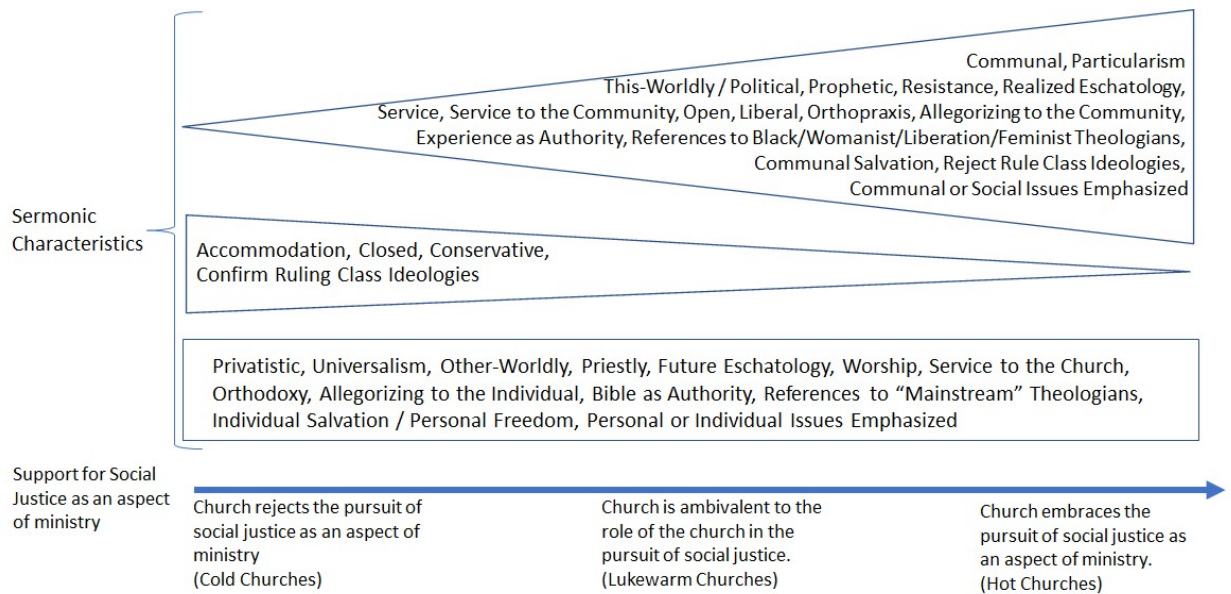 Communal, Particularism
This-Worldly / Political, Prophetic, Resistance, Realized Eschatology,
Service, Service to the Community, Open, Liberal, Orthopraxis, Allegorizing to the Community,
Experience as Authority, References to Black/Womanist/Liberation/Feminist Theologians,
Communal Salvation, Reject Rule Class Ideologies,
Communal or Social Issues Emphasized
Sermonic
Characteristics
Accommodation, Closed, Conservative,
Confirm Ruling Class Ideologies
Privatistic, Universalism, Other-Worldly, Priestly, Future Eschatology, Worship, Service to the Church,
Orthodoxy, Allegorizing to the Individual, Bible as Authority, References to “Mainstream” Theologians,
Individual Salvation / Personal Freedom, Personal or Individual Issues Emphasized
Support for Social
Justice as an aspect
of ministry
Church rejects the pursuit of
social justice as an aspect of
ministry
(Cold Churches)
Church is ambivalent to the
role of the church in the
pursuit of social justice.
(Lukewarm Churches)
Church embraces the
pursuit of social justice as
an aspect of ministry.
(Hot Churches)